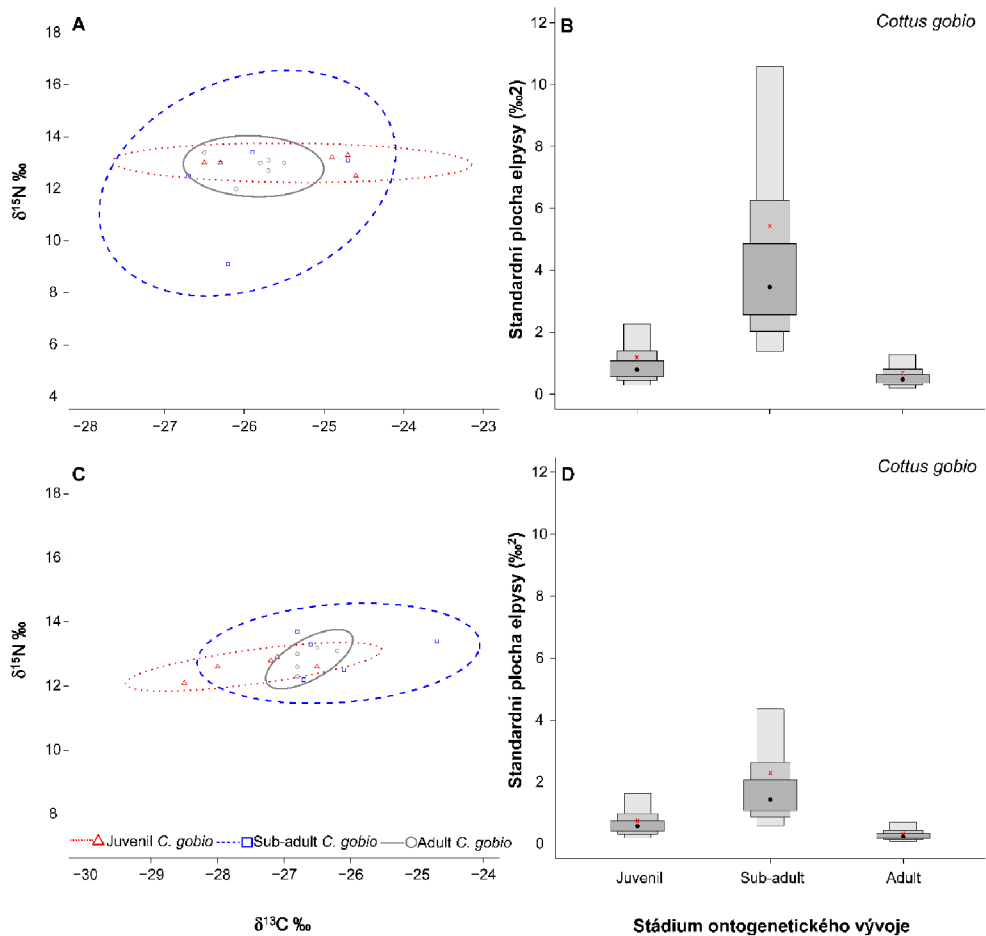 A
δ15N ‰
18
16
14
12
10
8
6
4
−28
−27
−26
−25
−24
−23
B
Cottus gobio
Standardní plocha elpysy (‰2)
12
10
8
6
4
2
0
C
δ15N ‰
18
16
14
12
10
8
Juvenil C. gobio
Sub-adult C. gobio
Adult C. gobio
−30
−29
−28
−27
−26
−25
−24
δ13C ‰
D
Cottus gobio
Standardní plocha elpysy (‰²)
12
10
8
6
4
2
0
Juvenil
Sub-adult
Adult
Stádium ontogenetického vývoje